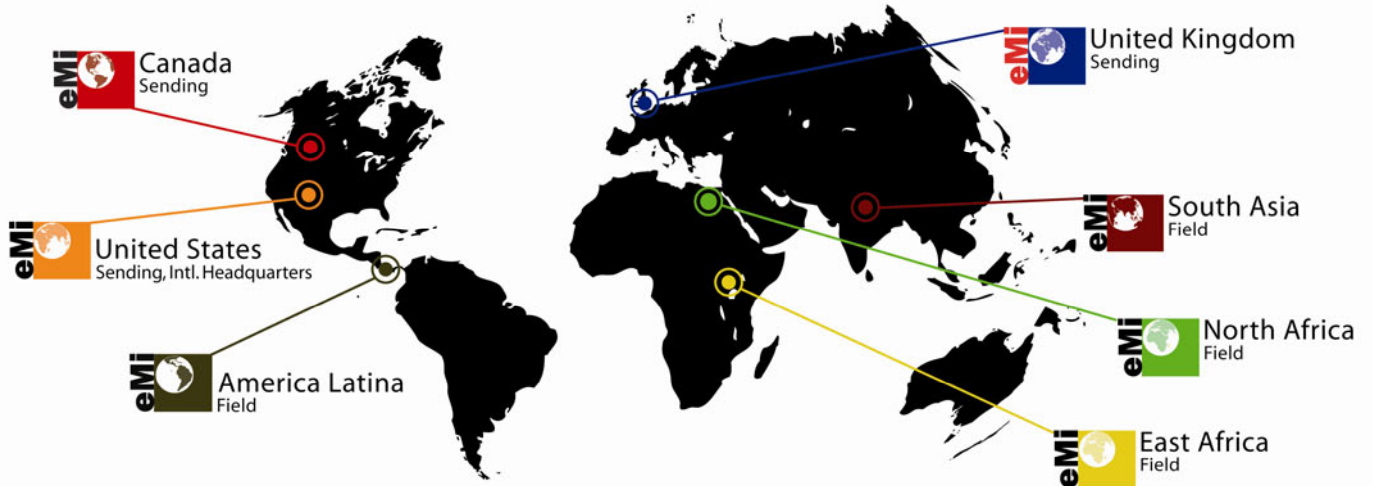 eMi
Canada
Sending
eMi
United Kingdom
Sending
eMi
United States
Sending, Intl. Headquarters
eMi
South Asia
Field
eMi
America Latina
Field
eMi
North Africa
Field
eMi
East Africa
Field